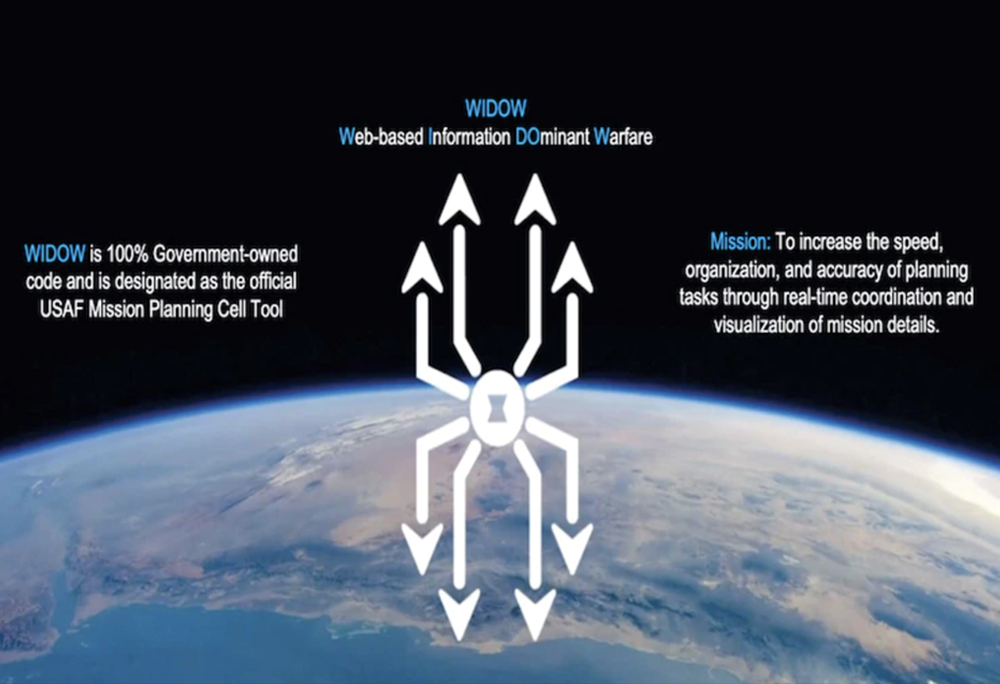 WIDOW
Web-based Information DOminant Warfare
WIDOW is 100% Government-owned
code and is designated as the official
USAF Mission Planning Cell Tool
Mission: To increase the speed,
organization, and accuracy of planning
tasks through real-time coordination and
visualization of mission details.